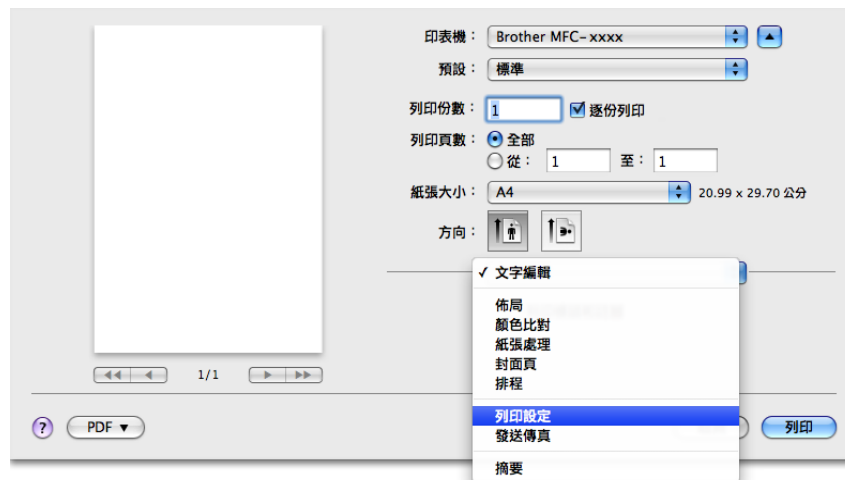 印表機： Brother MFC-xxxx
預設： 標準
列印份數： 1 逐份列印
列印頁數： 全部
從： 1 至： 1
紙張大小： A4 20.99 x 29.70 公分
方向：
✓ 文字編輯
佈局
顏色比對
紙張處理
封面頁
排程
列印設定
發送傳真
摘要
1/1
? PDF ▼ 列印